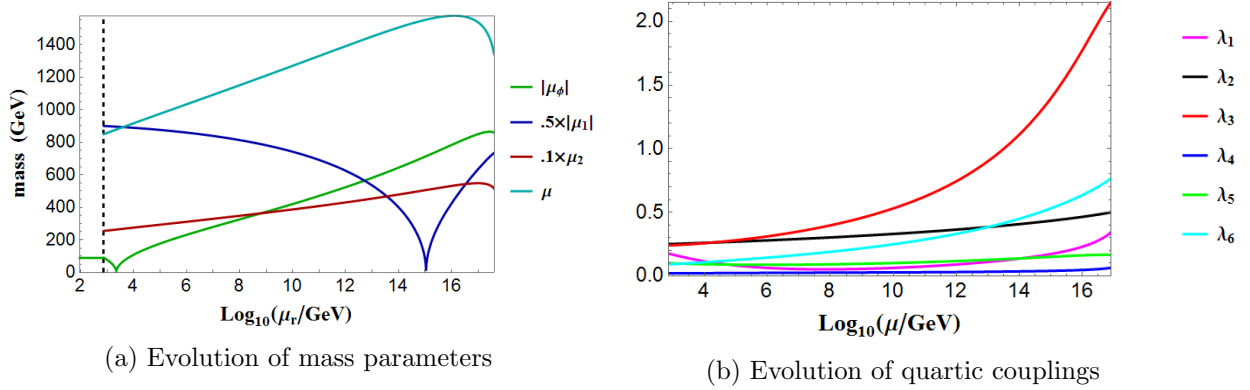 1400
1200
1000
800
600
400
200
0
mass (GeV)
2 4 6 8 10 12 14 16
Log₁₀(μᵣ/GeV)
|μ_ϕ|
.5×|μ₁|
.1×μ₂
μ
(a) Evolution of mass parameters
2.0
1.5
1.0
0.5
0.0
4 6 8 10 12 14 16
Log₁₀(μ/GeV)
λ₁
λ₂
λ₃
λ₄
λ₅
λ₆
(b) Evolution of quartic couplings